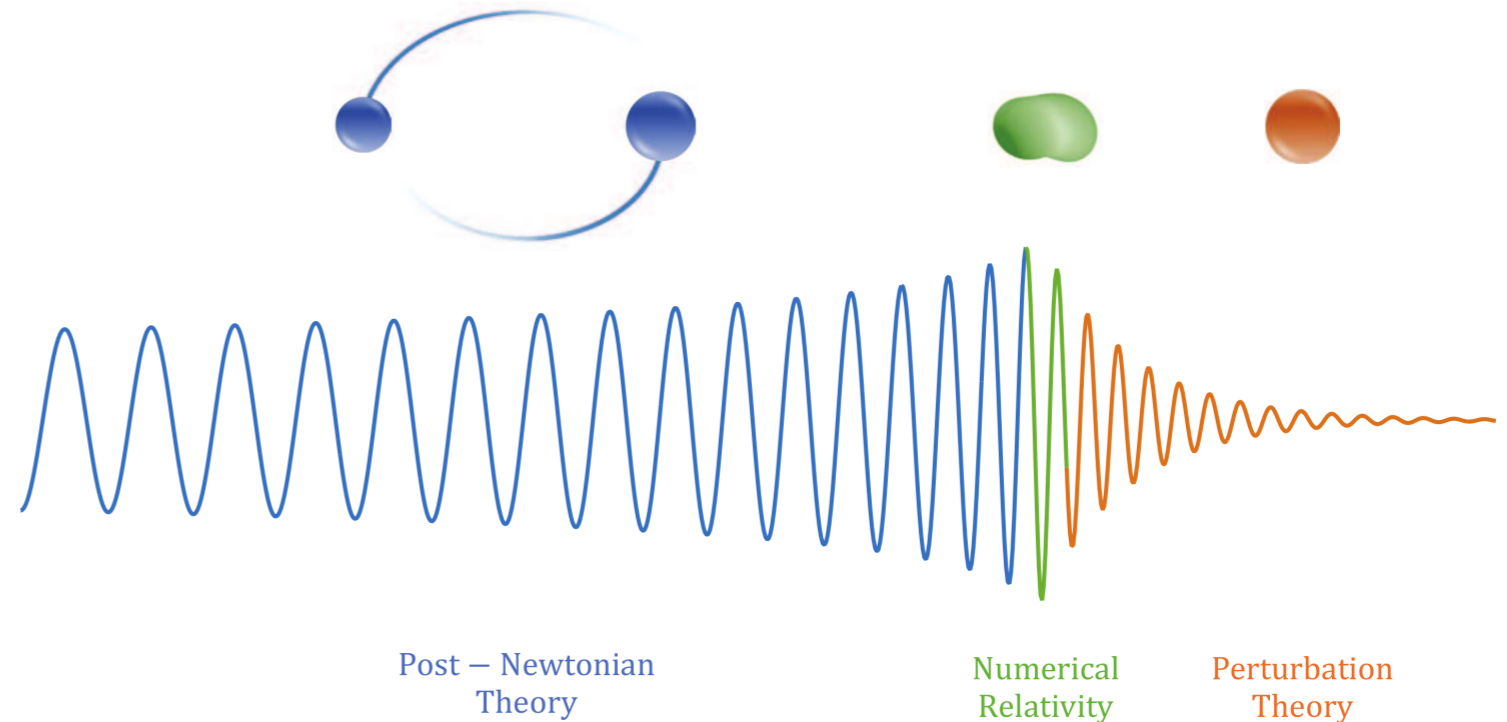 Post − Newtonian
Theory
Numerical
Relativity
Perturbation
Theory